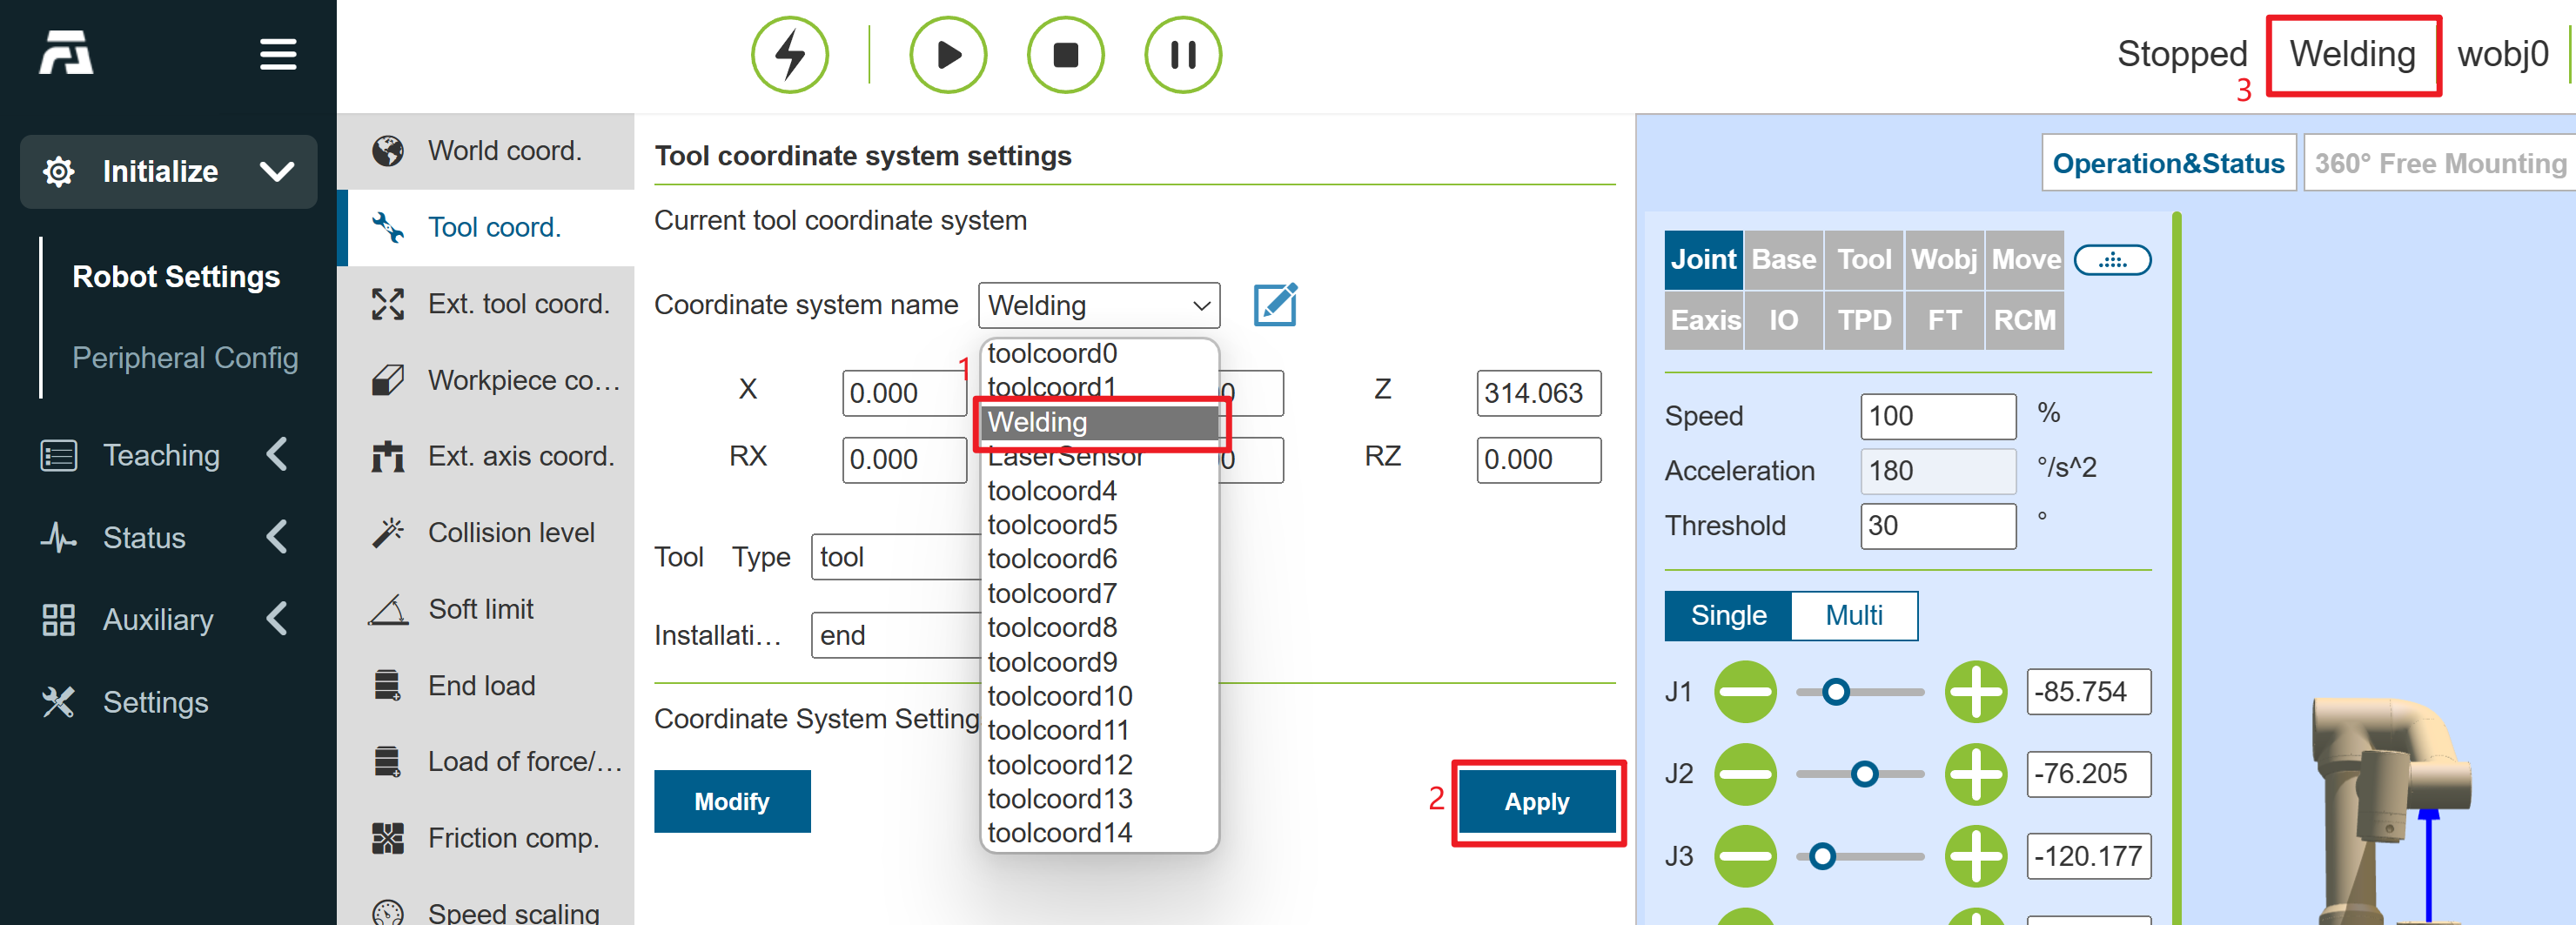 Stopped Welding wobj0
3
Initialize
Robot Settings
Peripheral Config
Teaching
Status
Auxiliary
Settings
World coord.
Tool coord.
Ext. tool coord.
Workpiece co…
Ext. axis coord.
Collision level
Soft limit
End load
Load of force/…
Friction comp.
Speed scaling
Tool coordinate system settings
Current tool coordinate system
Coordinate system name Welding
1
toolcoord0
toolcoord1
Welding
LaserSensor
toolcoord4
toolcoord5
toolcoord6
toolcoord7
toolcoord8
toolcoord9
toolcoord10
toolcoord11
toolcoord12
toolcoord13
toolcoord14
X 0.000 0 Z 314.063
RX 0.000 0 RZ 0.000
Tool Type tool
Installati… end
Coordinate System Setting
Modify
2
Apply
Operation&Status 360° Free Mounting
Joint Base Tool Wobj Move
Eaxis IO TPD FT RCM
Speed 100 %
Acceleration 180 °/s^2
Threshold 30 °
Single Multi
J1 -85.754
J2 -76.205
J3 -120.177